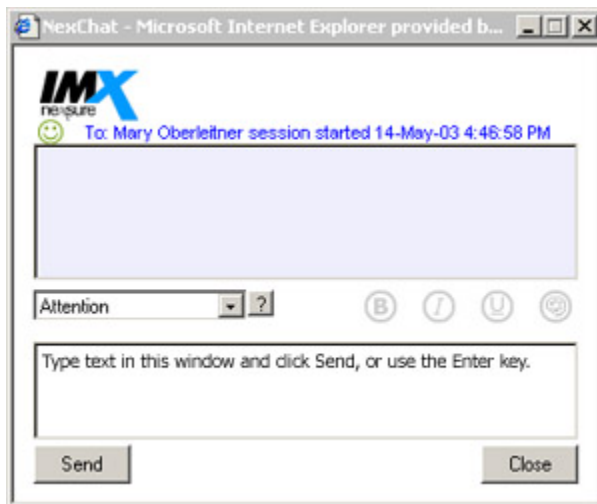 NexChat - Microsoft Internet Explorer provided b...
IMX
nexsure
To: Mary Oberleitner session started 14-May-03 4:46:58 PM
Attention ?
B I U
Type text in this window and click Send, or use the Enter key.
Send Close